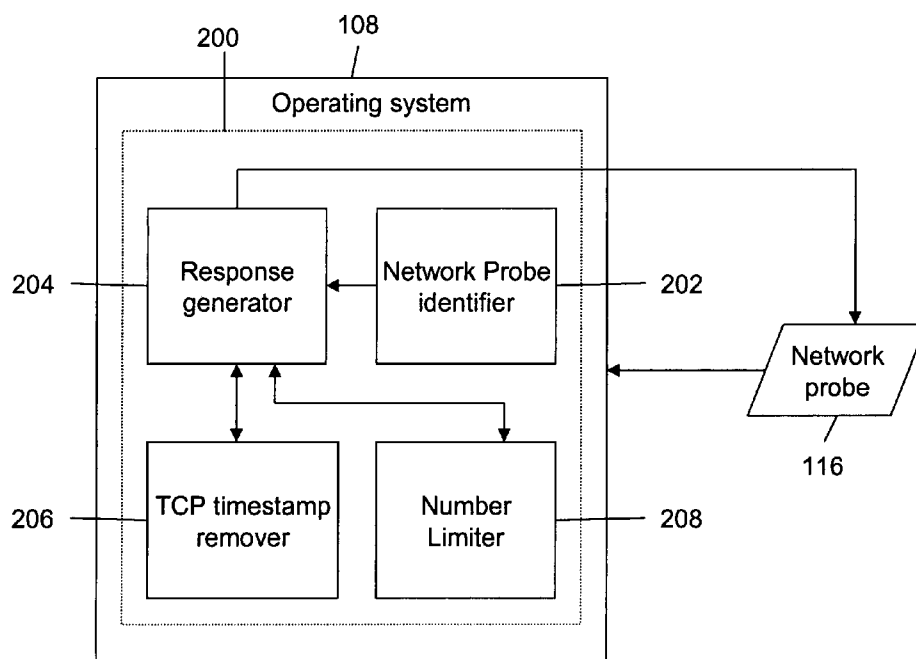 200
108
Operating system
204
Response
generator
Network Probe
identifier
202
Network
probe
116
206
TCP timestamp
remover
Number
Limiter
208